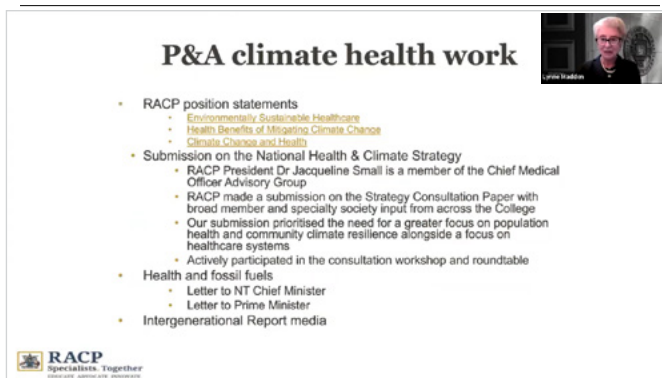 P&A climate health work
Lynne Madden
• RACP position statements
• Environmentally Sustainable Healthcare
• Health Benefits of Mitigating Climate Change
• Climate Change and Health
• Submission on the National Health & Climate Strategy
• RACP President Dr Jacqueline Small is a member of the Chief Medical
Officer Advisory Group
• RACP made a submission on the Strategy Consultation Paper with
broad member and specialty society input from across the College
• Our submission prioritised the need for a greater focus on population
health and community climate resilience alongside a focus on
healthcare systems
• Actively participated in the consultation workshop and roundtable
• Health and fossil fuels
• Letter to NT Chief Minister
• Letter to Prime Minister
• Intergenerational Report media
RACP
Specialists. Together
EDUCATE ADVOCATE INNOVATE